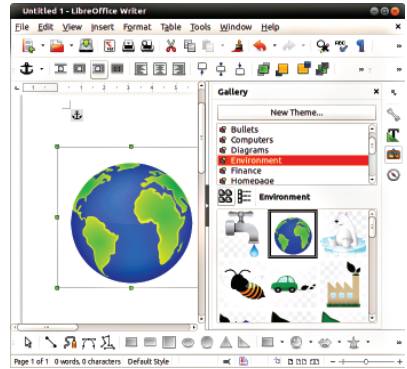 Untitled 1 - LibreOffice Writer
File Edit View Insert Format Table Tools Window Help
Gallery
New Theme...
Bullets
Computers
Diagrams
Environment
Finance
Homepage
Environment
Page 1 of 1 0 words, 0 characters Default Style